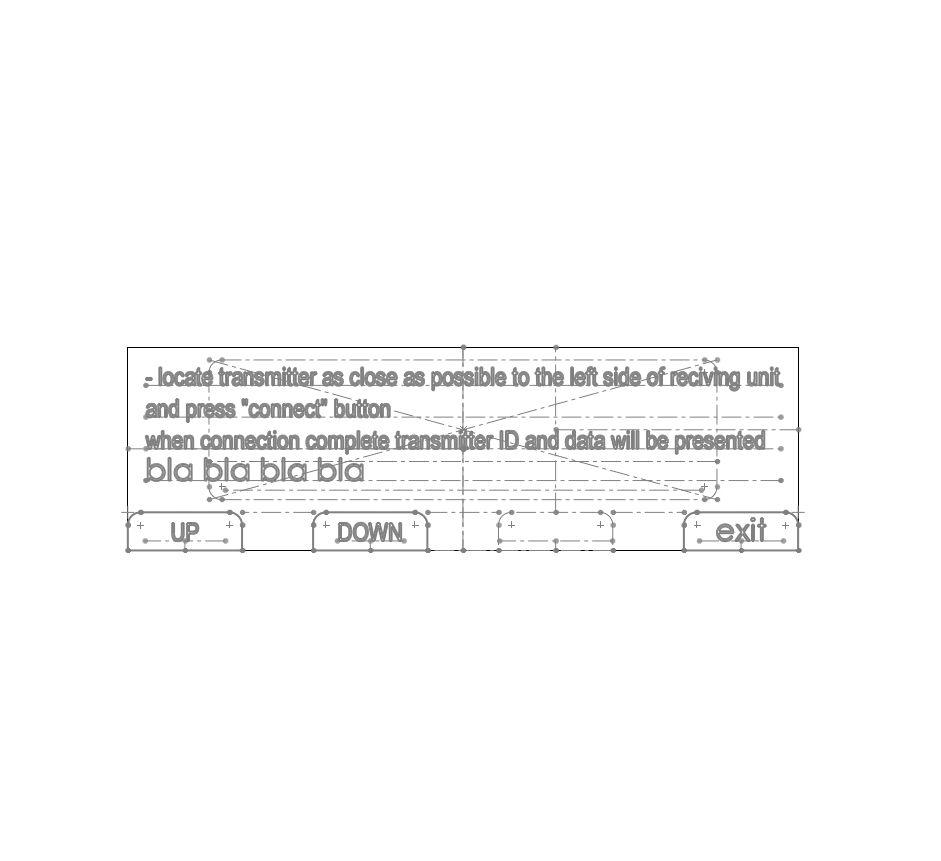 - locate transmitter as close as possible to the left side of reciving unit
and press "connect" button
when connection complete transmitter ID and data will be presented
bla bla bla bla
UP DOWN exit